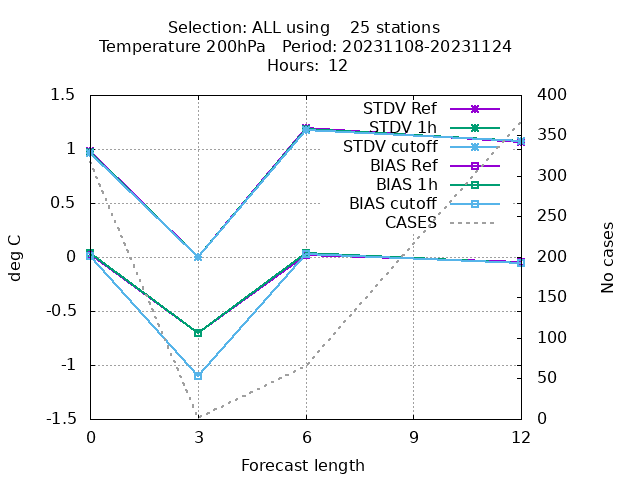 Selection: ALL using    25 stations
Temperature 200hPa   Period: 20231108-20231124
Hours:  12
STDV Ref
STDV 1h
STDV cutoff
BIAS Ref
BIAS 1h
BIAS cutoff
CASES
1.5
1
0.5
0
-0.5
-1
-1.5
deg C
400
350
300
250
200
150
100
50
0
No cases
0 3 6 9 12
Forecast length